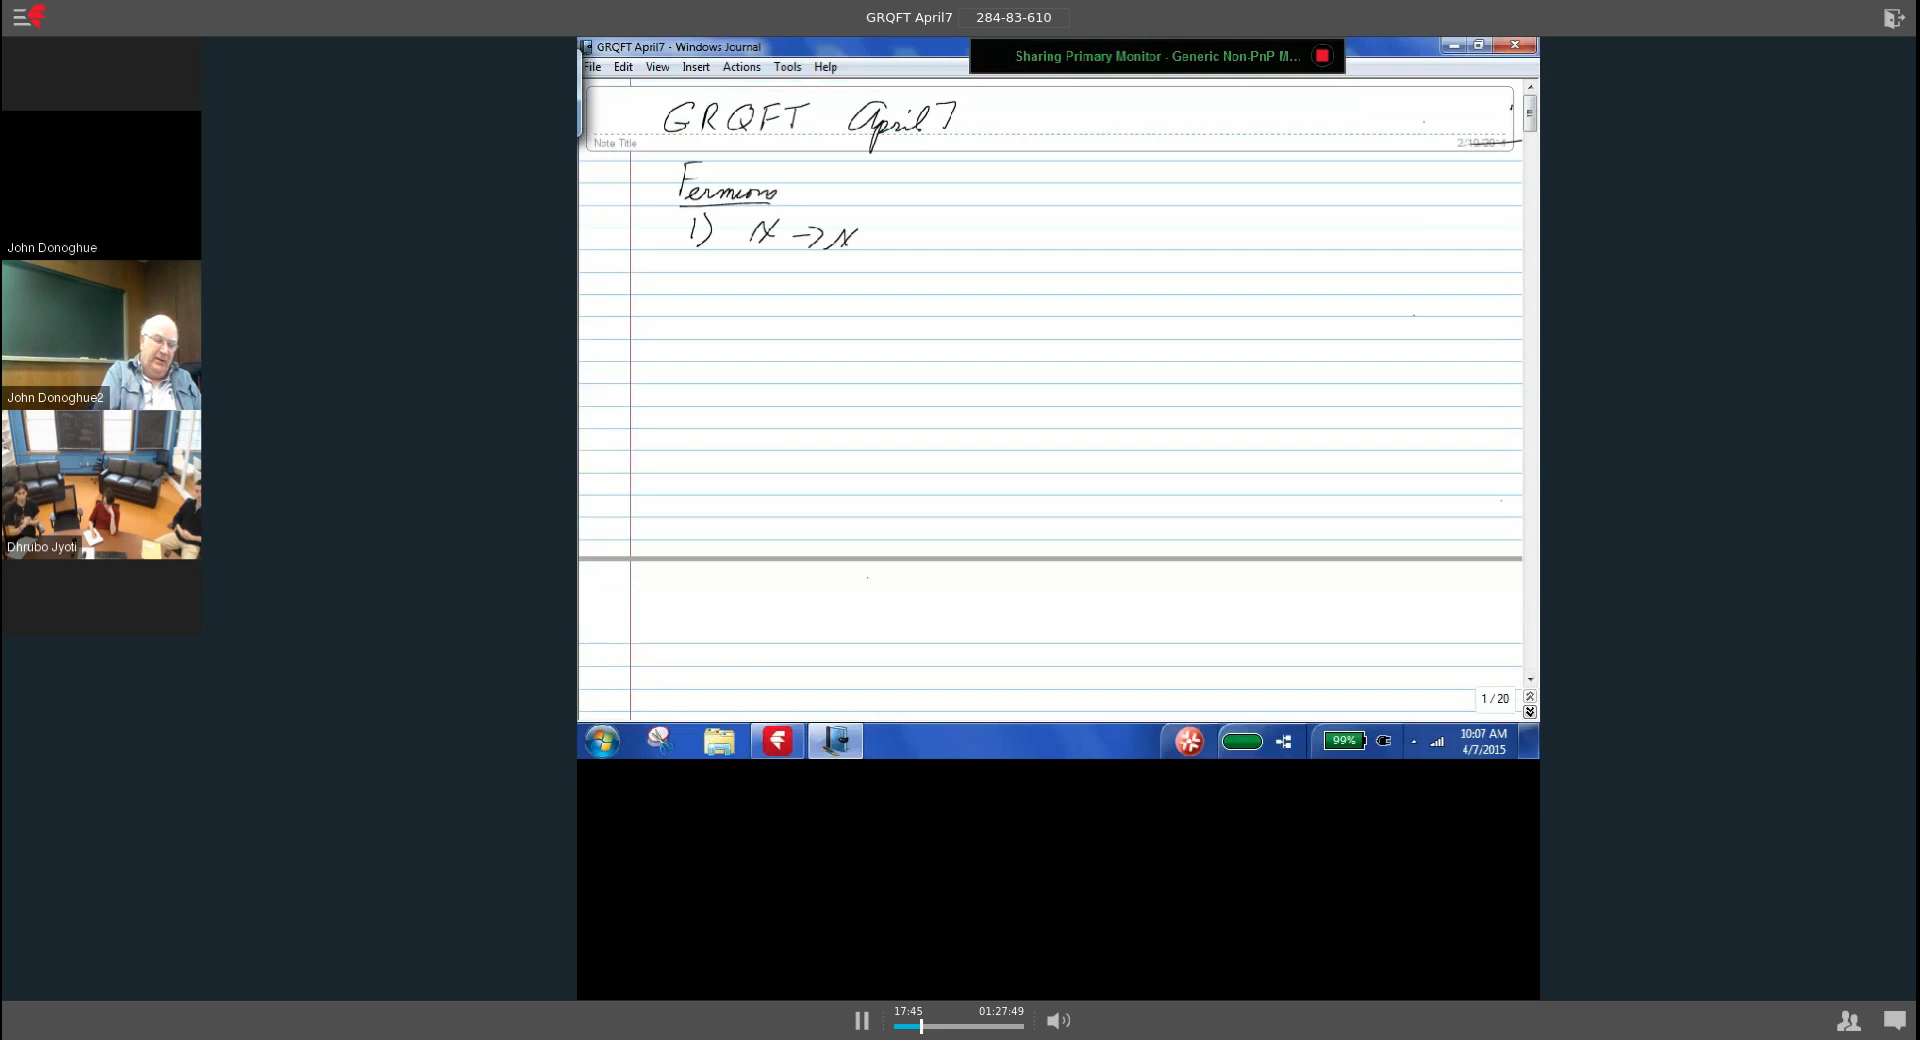 GRQFT April7 284-83-610
GRQFT April7 - Windows Journal
Sharing Primary Monitor - Generic Non-PnP M...
File Edit View Insert Actions Tools Help
GRQFT April 7
Note Title
Fermions
1)
John Donoghue
John Donoghue2
Dhrubo Jyoti
1 / 20
99%
10:07 AM
4/7/2015
17:45 01:27:49